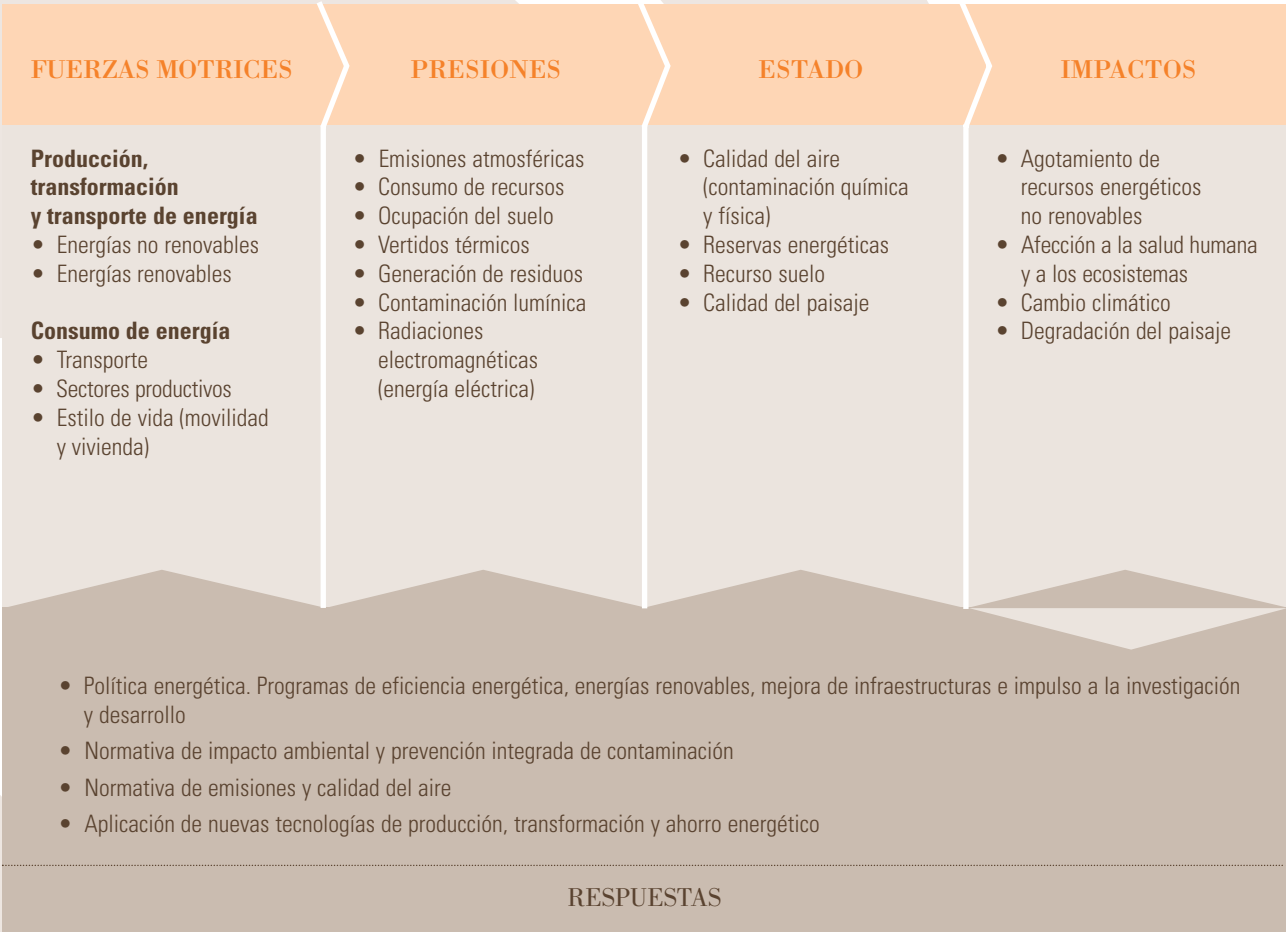 FUERZAS MOTRICES
PRESIONES
ESTADO
IMPACTOS
Producción,
transformación
y transporte de energía
• Energías no renovables
• Energías renovables
Consumo de energía
• Transporte
• Sectores productivos
• Estilo de vida (movilidad
y vivienda)
• Emisiones atmosféricas
• Consumo de recursos
• Ocupación del suelo
• Vertidos térmicos
• Generación de residuos
• Contaminación lumínica
• Radiaciones
electromagnéticas
(energía eléctrica)
• Calidad del aire
(contaminación química
y física)
• Reservas energéticas
• Recurso suelo
• Calidad del paisaje
• Agotamiento de
recursos energéticos
no renovables
• Afección a la salud humana
y a los ecosistemas
• Cambio climático
• Degradación del paisaje
• Política energética. Programas de eficiencia energética, energías renovables, mejora de infraestructuras e impulso a la investigación
y desarrollo
• Normativa de impacto ambiental y prevención integrada de contaminación
• Normativa de emisiones y calidad del aire
• Aplicación de nuevas tecnologías de producción, transformación y ahorro energético
RESPUESTAS